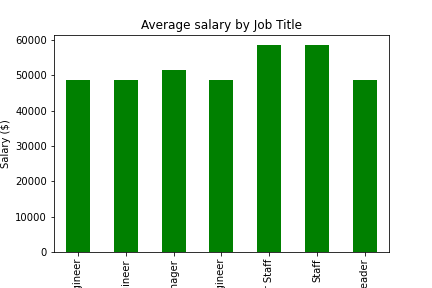 Average salary by Job Title
Salary ($)
60000
50000
40000
30000
20000
10000
0
gineer
ineer
nager
gineer
Staff
Staff
eader